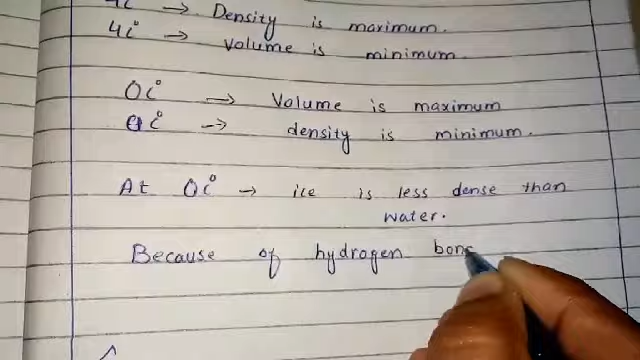 4c° → Density is maximum.
4c° → Volume is minimum.
0c° → Volume is maximum
0c° → density is minimum.
At 0c° → ice is less dense than
water.
Because of hydrogen bon